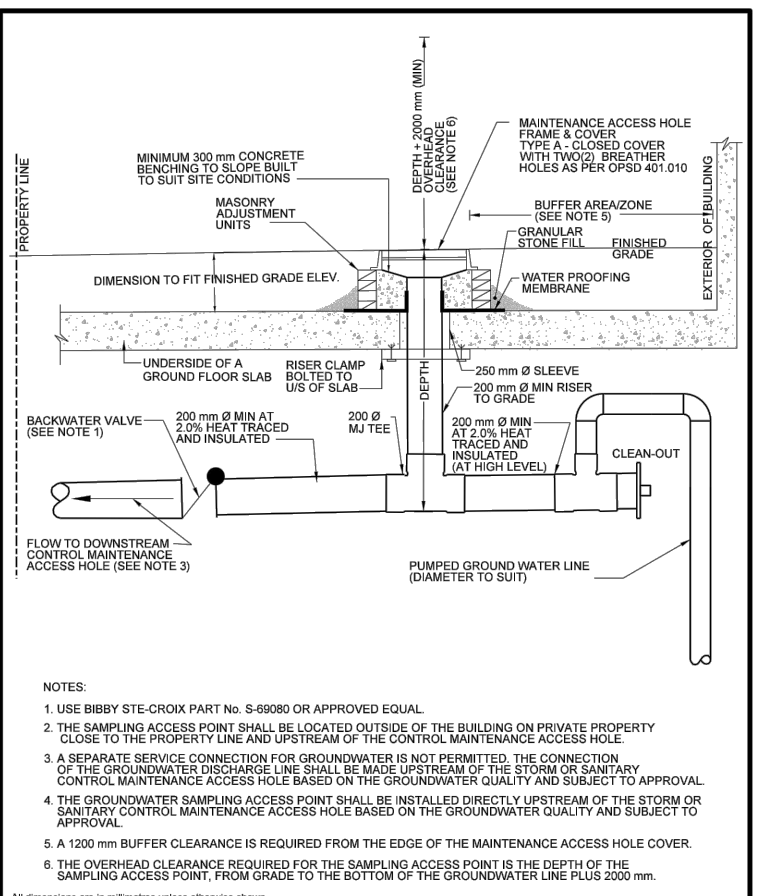 DEPTH + 2000 mm (MIN)
OVERHEAD
CLEARANCE
(SEE NOTE 6)
MAINTENANCE ACCESS HOLE
FRAME & COVER
TYPE A - CLOSED COVER
WITH TWO(2) BREATHER
HOLES AS PER OPSD 401.010
MINIMUM 300 mm CONCRETE
BENCHING TO SLOPE BUILT
TO SUIT SITE CONDITIONS
PROPERTY LINE
MASONRY
ADJUSTMENT
UNITS
BUFFER AREA/ZONE
(SEE NOTE 5)
GRANULAR
STONE FILL
FINISHED
GRADE
EXTERIOR OF BUILDING
DIMENSION TO FIT FINISHED GRADE ELEV.
WATER PROOFING
MEMBRANE
UNDERSIDE OF A
GROUND FLOOR SLAB
RISER CLAMP
BOLTED TO
U/S OF SLAB
DEPTH
250 mm Ø SLEEVE
200 mm Ø MIN RISER
TO GRADE
BACKWATER VALVE
(SEE NOTE 1)
200 mm Ø MIN AT
2.0% HEAT TRACED
AND INSULATED
200 Ø
MJ TEE
200 mm Ø MIN
AT 2.0% HEAT
TRACED AND
INSULATED
(AT HIGH LEVEL)
CLEAN-OUT
FLOW TO DOWNSTREAM
CONTROL MAINTENANCE
ACCESS HOLE (SEE NOTE 3)
PUMPED GROUND WATER LINE
(DIAMETER TO SUIT)
NOTES:
1. USE BIBBY STE-CROIX PART No. S-69080 OR APPROVED EQUAL.
2. THE SAMPLING ACCESS POINT SHALL BE LOCATED OUTSIDE OF THE BUILDING ON PRIVATE PROPERTY
CLOSE TO THE PROPERTY LINE AND UPSTREAM OF THE CONTROL MAINTENANCE ACCESS HOLE.
3. A SEPARATE SERVICE CONNECTION FOR GROUNDWATER IS NOT PERMITTED. THE CONNECTION
OF THE GROUNDWATER DISCHARGE LINE SHALL BE MADE UPSTREAM OF THE STORM OR SANITARY
CONTROL MAINTENANCE ACCESS HOLE BASED ON THE GROUNDWATER QUALITY AND SUBJECT TO APPROVAL.
4. THE GROUNDWATER SAMPLING ACCESS POINT SHALL BE INSTALLED DIRECTLY UPSTREAM OF THE STORM OR
SANITARY CONTROL MAINTENANCE ACCESS HOLE BASED ON THE GROUNDWATER QUALITY AND SUBJECT TO
APPROVAL.
5. A 1200 mm BUFFER CLEARANCE IS REQUIRED FROM THE EDGE OF THE MAINTENANCE ACCESS HOLE COVER.
6. THE OVERHEAD CLEARANCE REQUIRED FOR THE SAMPLING ACCESS POINT IS THE DEPTH OF THE
SAMPLING ACCESS POINT, FROM GRADE TO THE BOTTOM OF THE GROUNDWATER LINE PLUS 2000 mm.
All dimensions are in millimetres unless otherwise shown